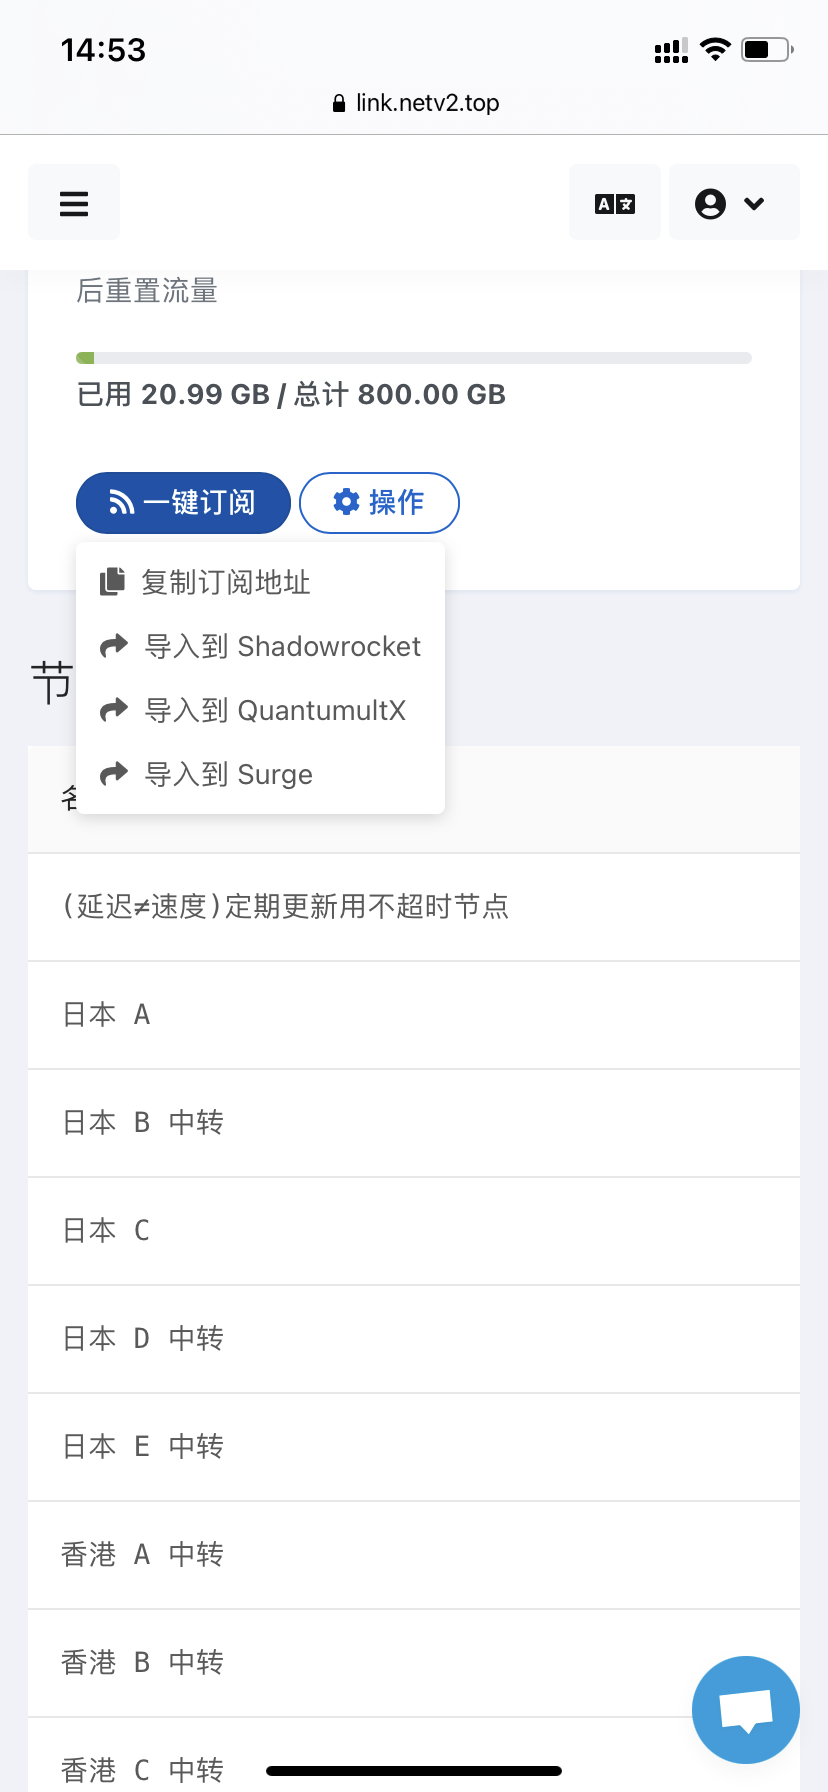 14:53
link.netv2.top
后重置流量
已用 20.99 GB / 总计 800.00 GB
一键订阅
操作
复制订阅地址
导入到 Shadowrocket
导入到 QuantumultX
导入到 Surge
节
名
(延迟≠速度)定期更新用不超时节点
日本 A
日本 B 中转
日本 C
日本 D 中转
日本 E 中转
香港 A 中转
香港 B 中转
香港 C 中转